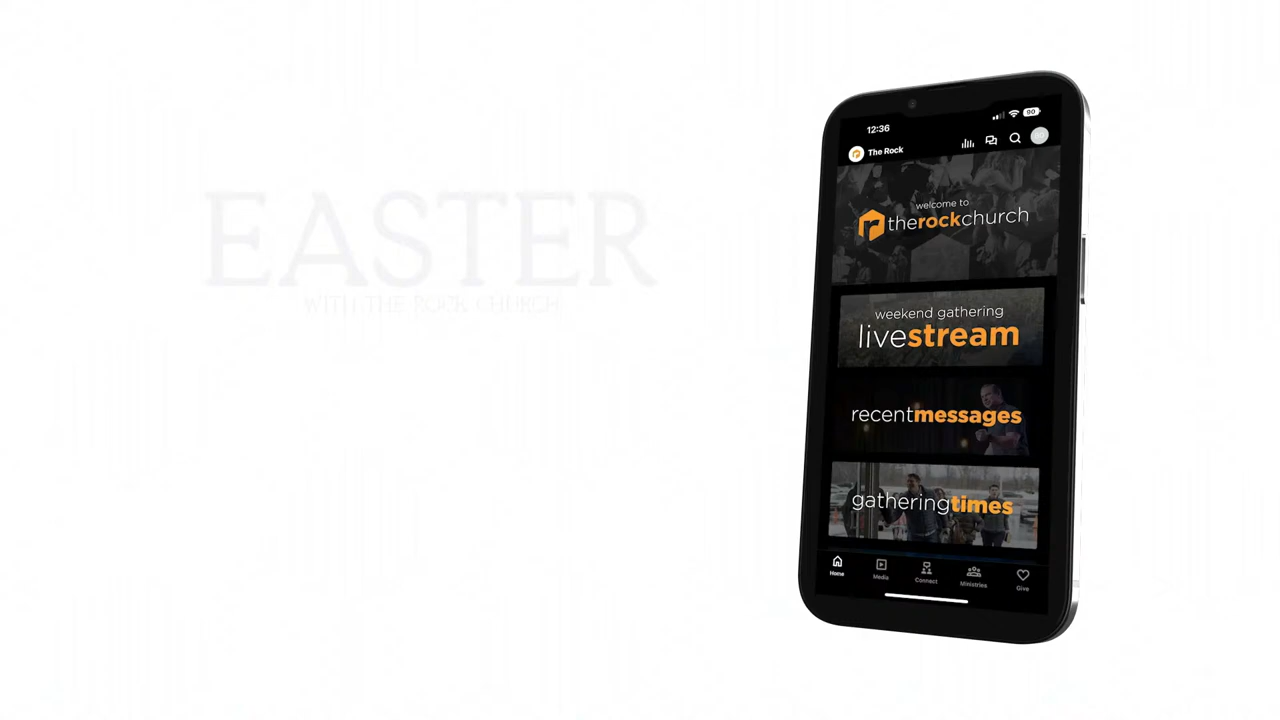 EASTER
WITH THE ROCK CHURCH
12:36
90
The Rock
welcome to
therockchurch
weekend gathering
livestream
recentmessages
gatheringtimes
Home
Media
Connect
Ministries
Give